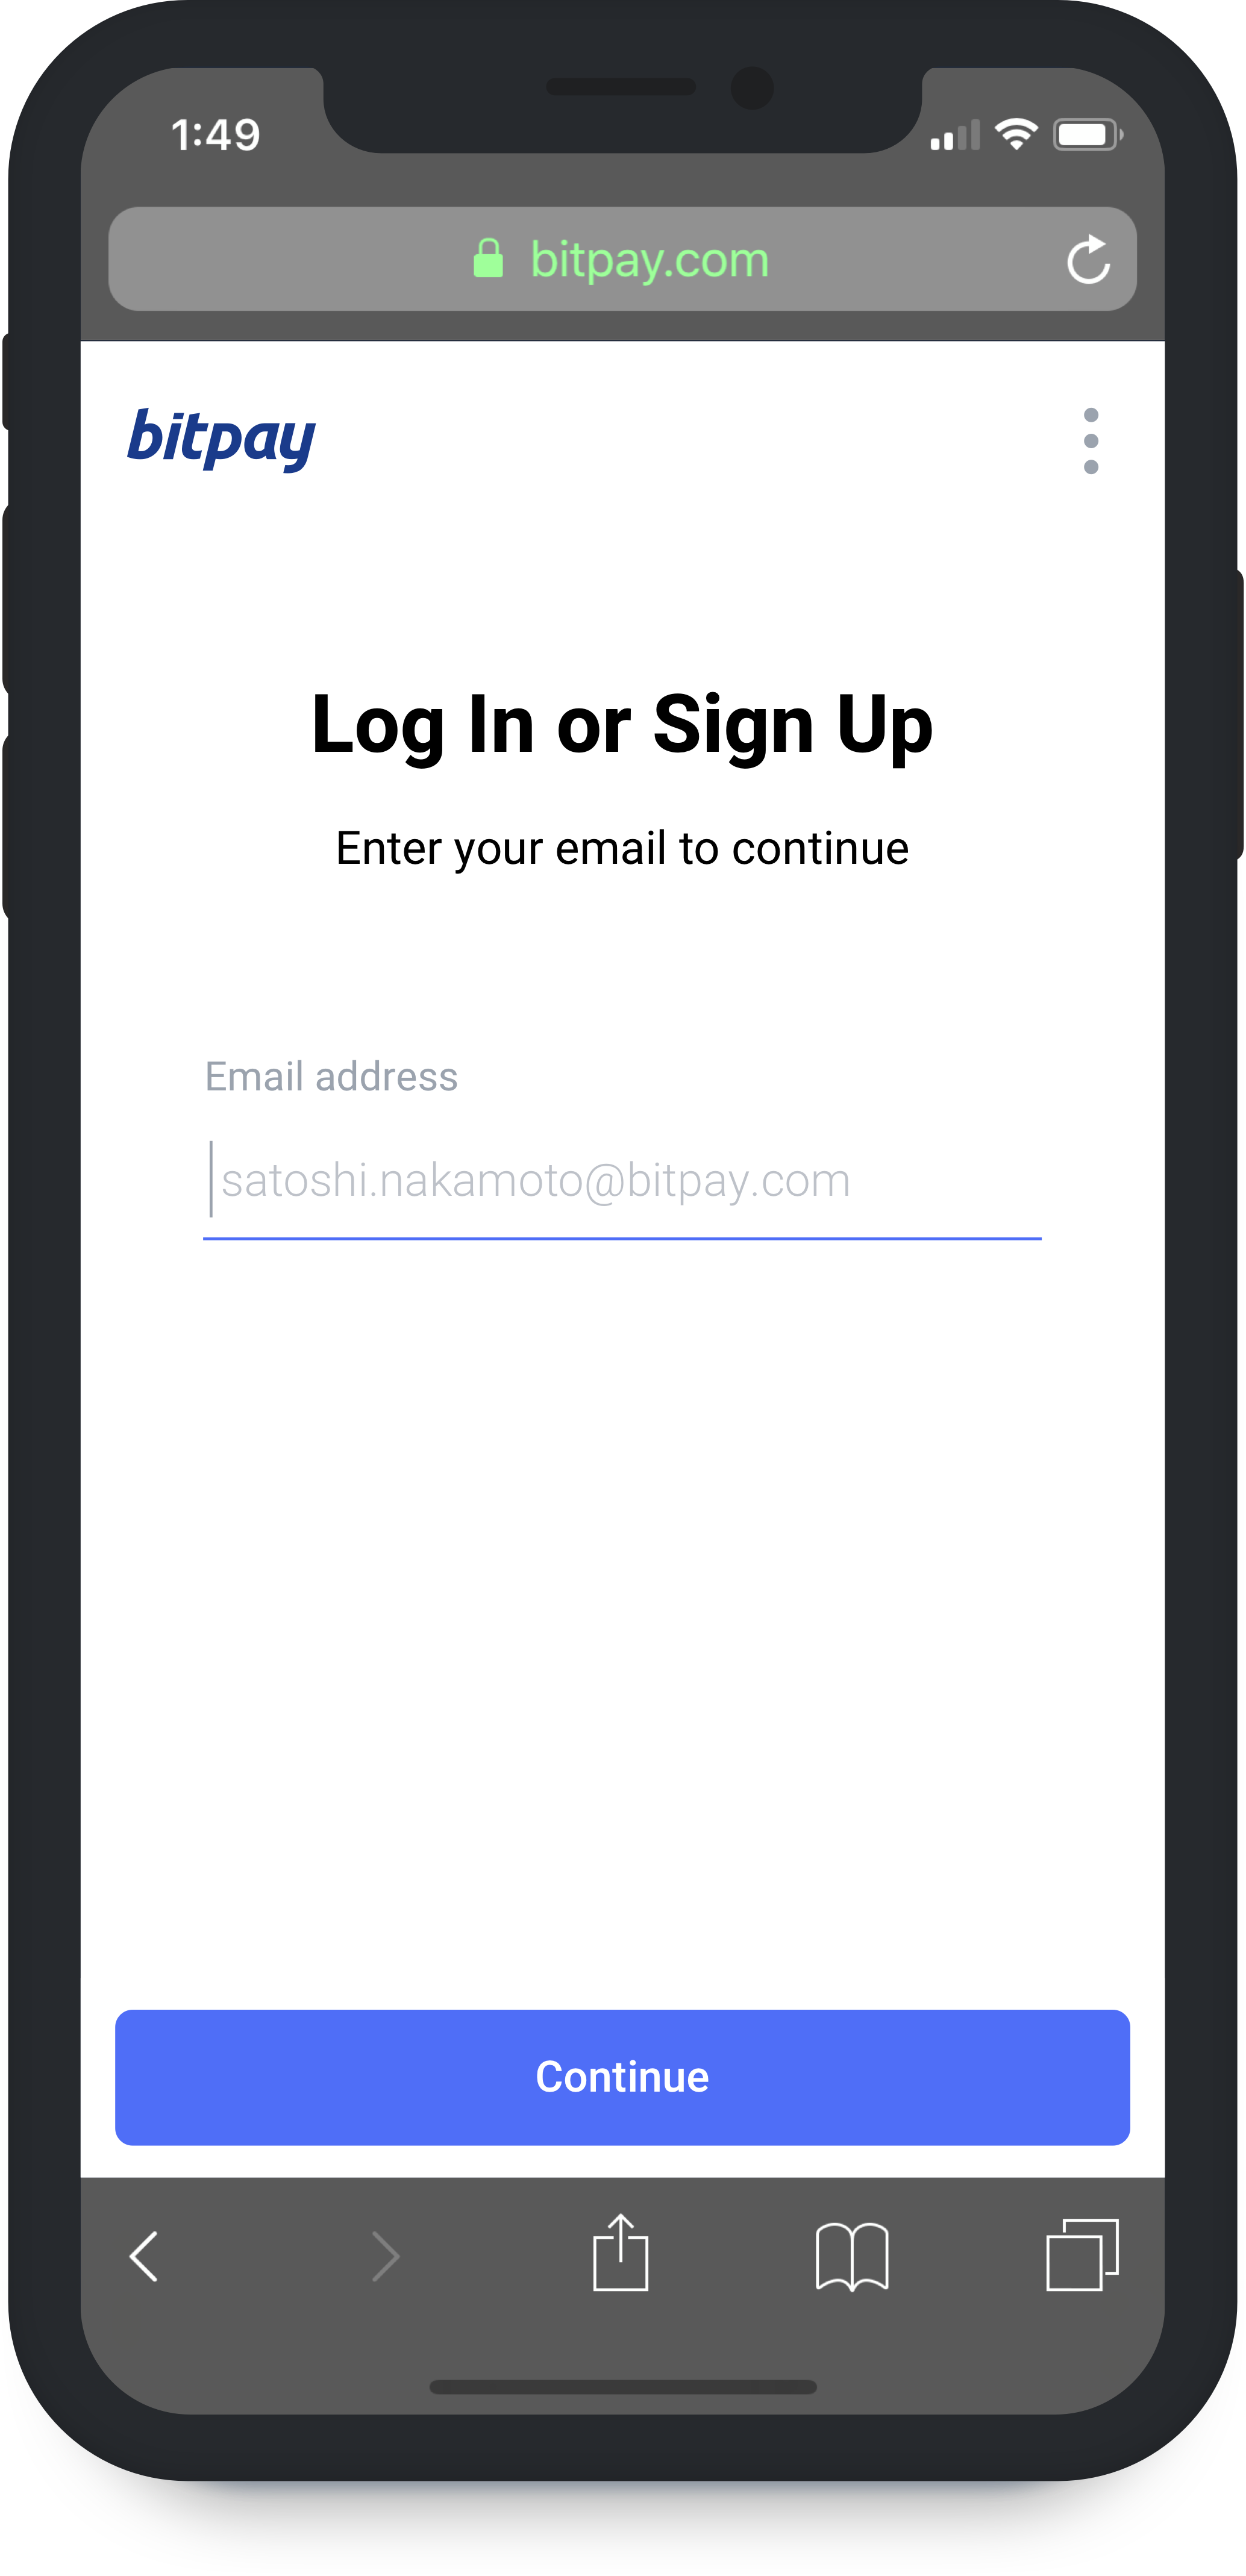 1:49
bitpay.com
bitpay
Log In or Sign Up
Enter your email to continue
Email address
satoshi.nakamoto@bitpay.com
Continue